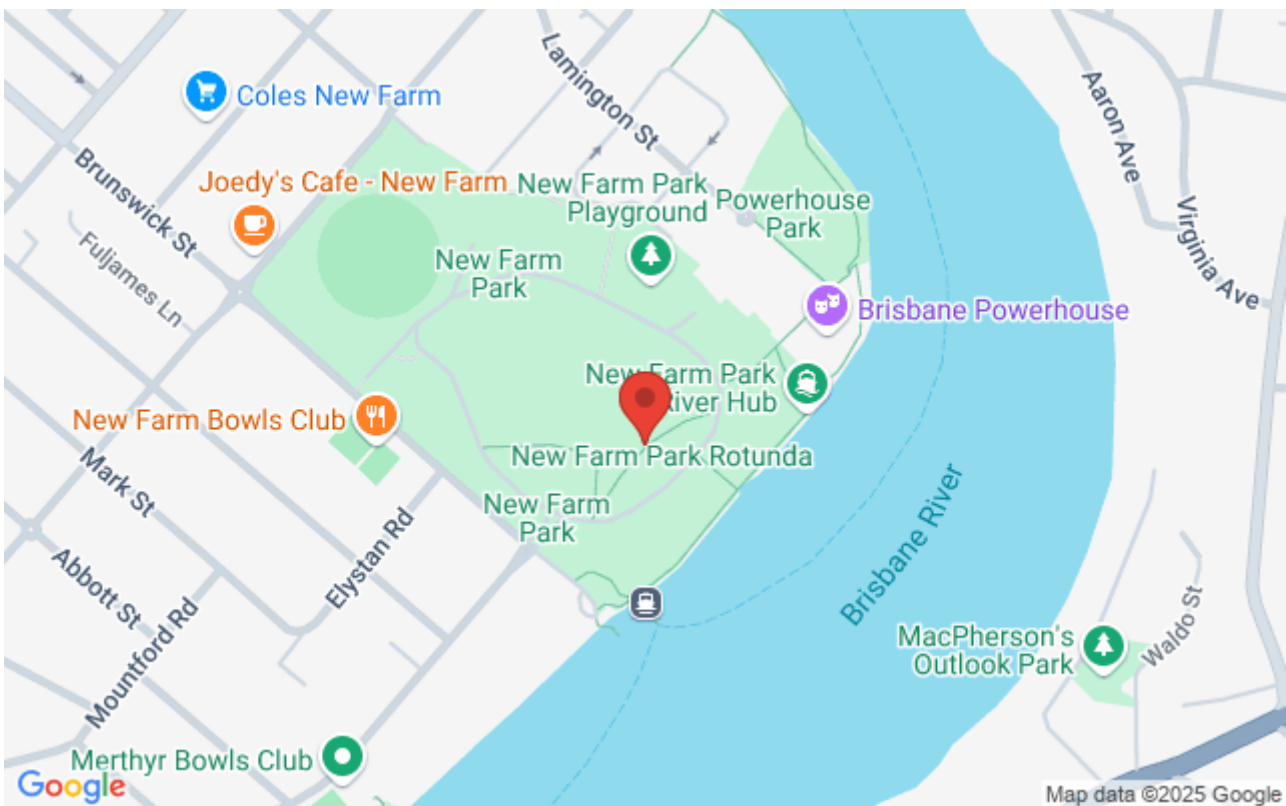 Lamington St
Coles New Farm
Aaron Ave
Brunswick St
Joedy's Cafe - New Farm
New Farm Park
Playground
Powerhouse
Park
Virginia Ave
Fuljames Ln
New Farm
Park
Brisbane Powerhouse
New Farm Park
River Hub
New Farm Bowls Club
New Farm Park Rotunda
Mark St
New Farm
Park
Elystan Rd
Brisbane River
Abbott St
Mountford Rd
MacPherson's
Outlook Park
Waldo St
Merthyr Bowls Club
Google
Map data ©2025 Google